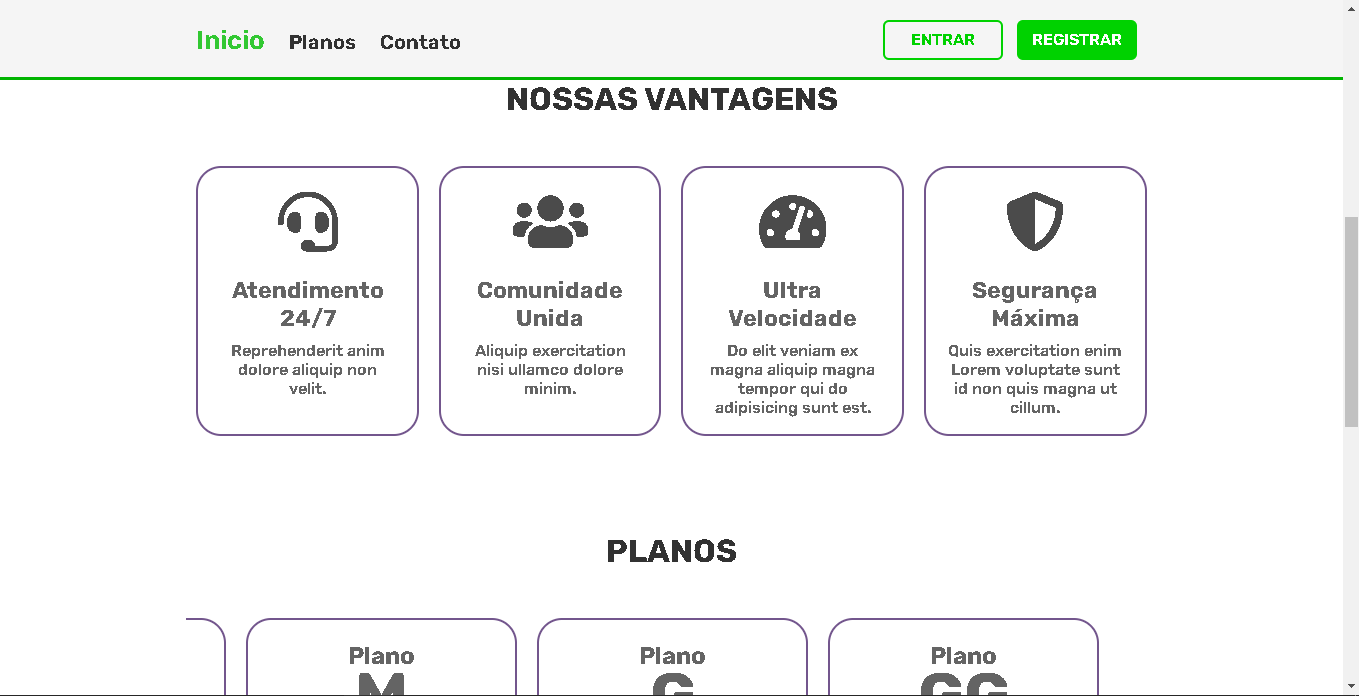 Inicio Planos Contato ENTRAR REGISTRAR
NOSSAS VANTAGENS
Atendimento
24/7
Reprehenderit anim
dolore aliquip non
velit.
Comunidade
Unida
Aliquip exercitation
nisi ullamco dolore
minim.
Ultra
Velocidade
Do elit veniam ex
magna aliquip magna
tempor qui do
adipisicing sunt est.
Segurança
Máxima
Quis exercitation enim
Lorem voluptate sunt
id non quis magna ut
cillum.
PLANOS
Plano
M
Plano
G
Plano
GG